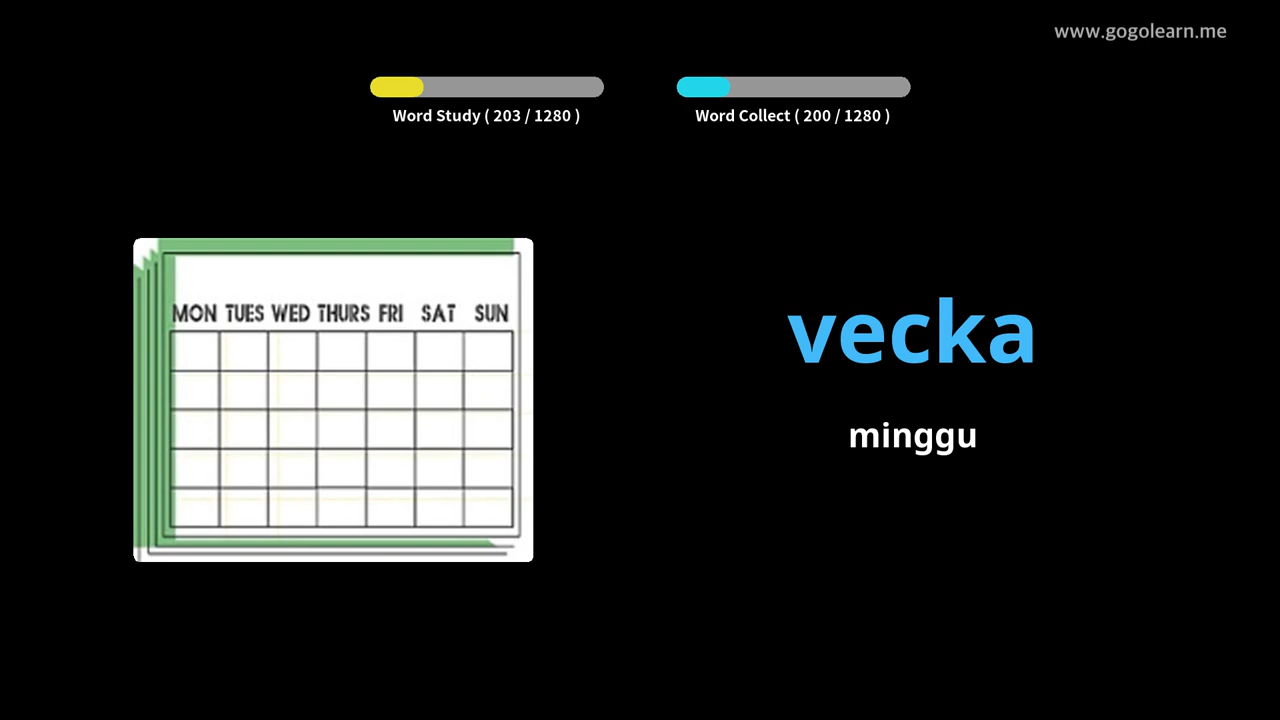 www.gogolearn.me
Word Study ( 203 / 1280 )
Word Collect ( 200 / 1280 )
MON TUES WED THURS FRI SAT SUN
vecka
minggu